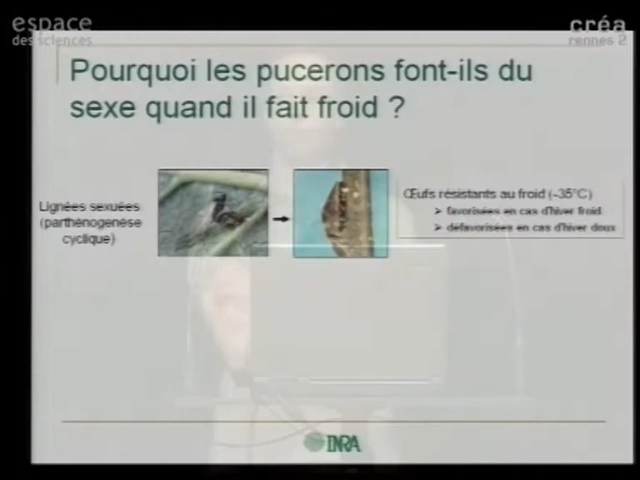 espace
des sciences
créa
rennes 2
Pourquoi les pucerons font-ils du
sexe quand il fait froid ?
Lignées sexuées
(parthénogenèse
cyclique)
Œufs résistants au froid (-35°C)
➢ favorisées en cas d'hiver froid
➢ défavorisées en cas d'hiver doux
INRA